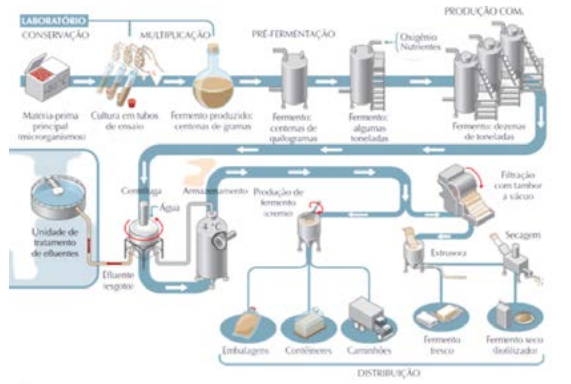 LABORATÓRIO
CONSERVAÇÃO
MULTIPLICAÇÃO
PRÉ-FERMENTAÇÃO
PRODUÇÃO COM.
Oxigênio
Nutrientes
Matéria-prima
principal
(microrganismos)
Cultura em tubos
de ensaio
Fermento produzido:
centenas de gramas
Fermento:
centenas de
quilogramas
Fermento:
algumas
toneladas
Fermento: dezenas
de toneladas
Centrífuga
Água
Armazenamento
4 °C
Produção de
fermento
(creme)
Filtração
com tambor
a vácuo
Unidade de
tratamento
de efluentes
Efluente
(esgoto)
Extrusora
Secagem
Embalagens
Contêineres
Caminhões
Fermento
fresco
Fermento seco
(liofilizador)
DISTRIBUIÇÃO